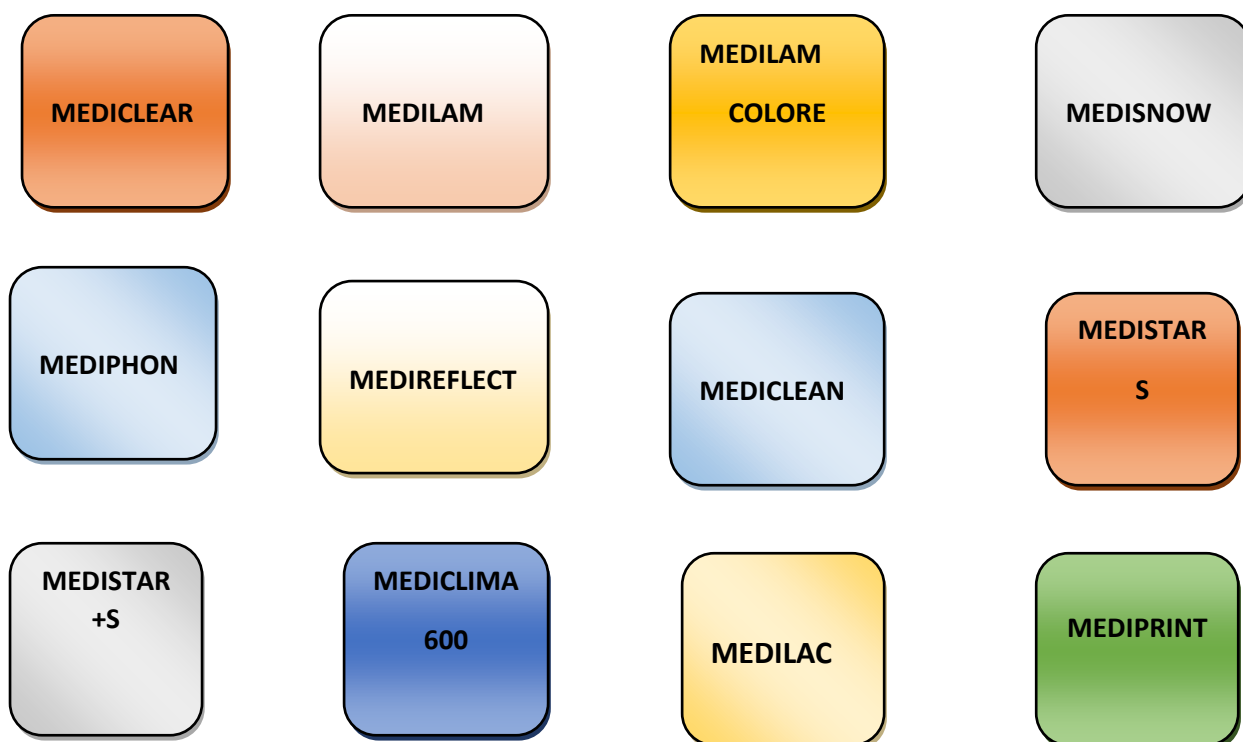 MEDICLEAR
MEDILAM
MEDILAM
COLORE
MEDISNOW
MEDIPHON
MEDIREFLECT
MEDICLEAN
MEDISTAR
S
MEDISTAR
+S
MEDICLIMA
600
MEDILAC
MEDIPRINT